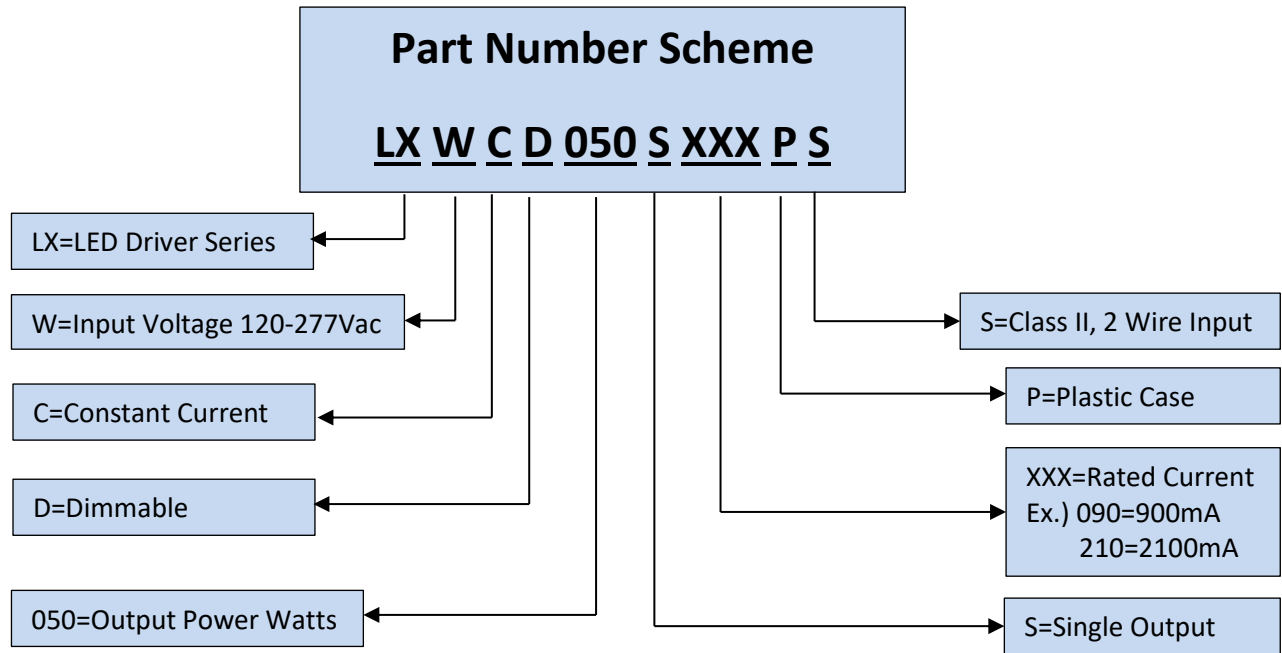 Part Number Scheme
LX W C D 050 S XXX P S
LX=LED Driver Series
W=Input Voltage 120-277Vac
C=Constant Current
D=Dimmable
050=Output Power Watts
S=Class II, 2 Wire Input
P=Plastic Case
XXX=Rated Current
Ex.) 090=900mA
210=2100mA
S=Single Output